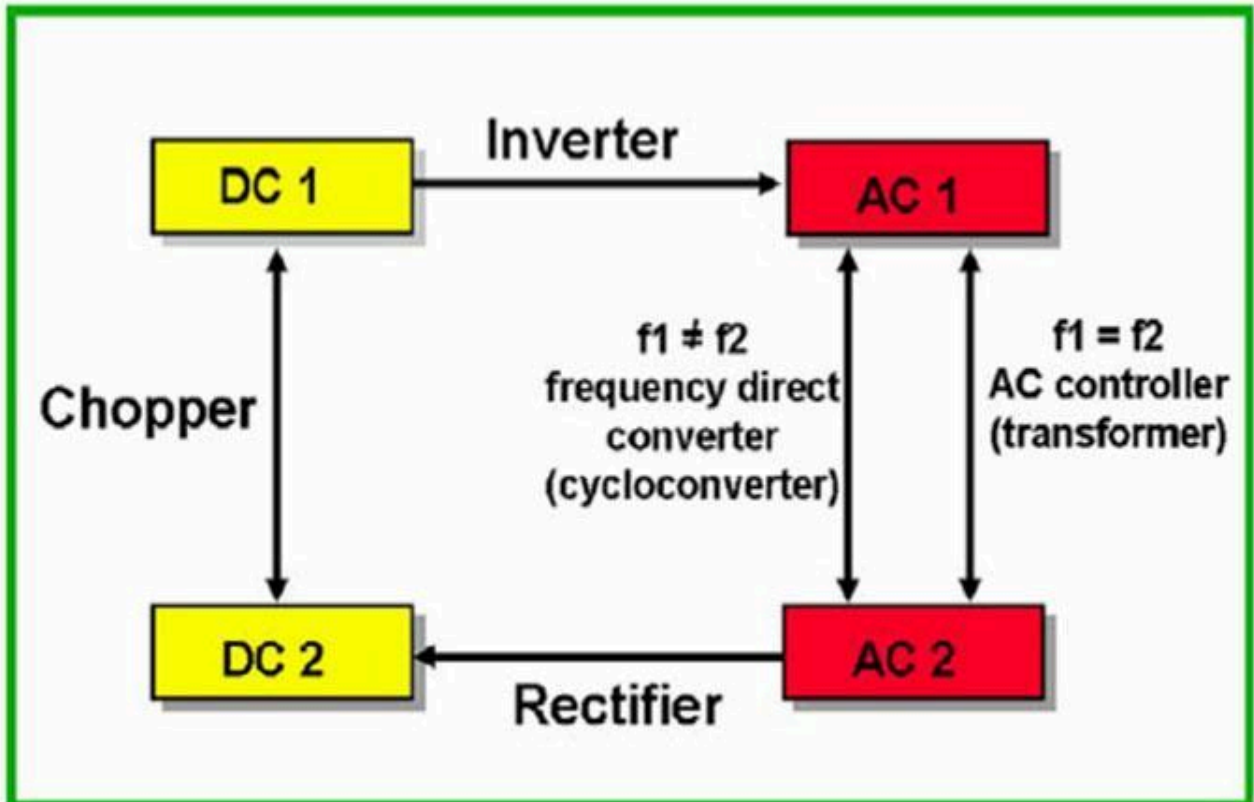 Inverter
DC 1
AC 1
Chopper
f1 ≠ f2
frequency direct
converter
(cycloconverter)
f1 = f2
AC controller
(transformer)
DC 2
AC 2
Rectifier